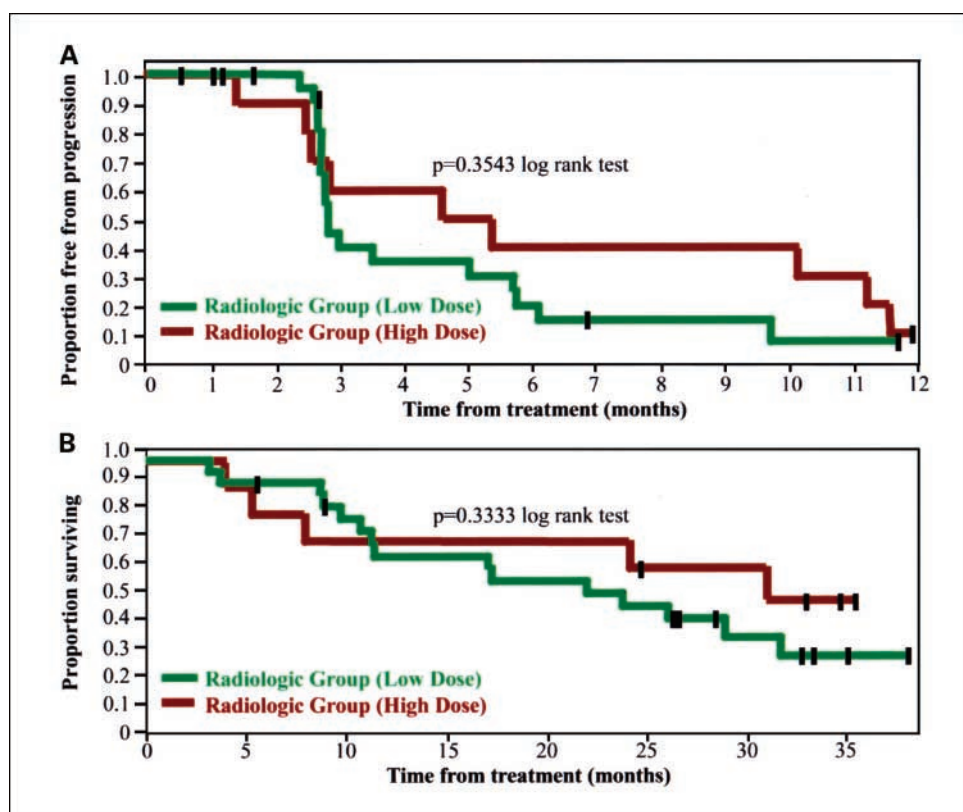 A
Proportion free from progression
1.0
0.9
0.8
0.7
0.6
0.5
0.4
0.3
0.2
0.1
0
p=0.3543 log rank test
Radiologic Group (Low Dose)
Radiologic Group (High Dose)
0 1 2 3 4 5 6 7 8 9 10 11 12
Time from treatment (months)
B
Proportion surviving
1.0
0.9
0.8
0.7
0.6
0.5
0.4
0.3
0.2
0.1
0
p=0.3333 log rank test
Radiologic Group (Low Dose)
Radiologic Group (High Dose)
0 5 10 15 20 25 30 35
Time from treatment (months)